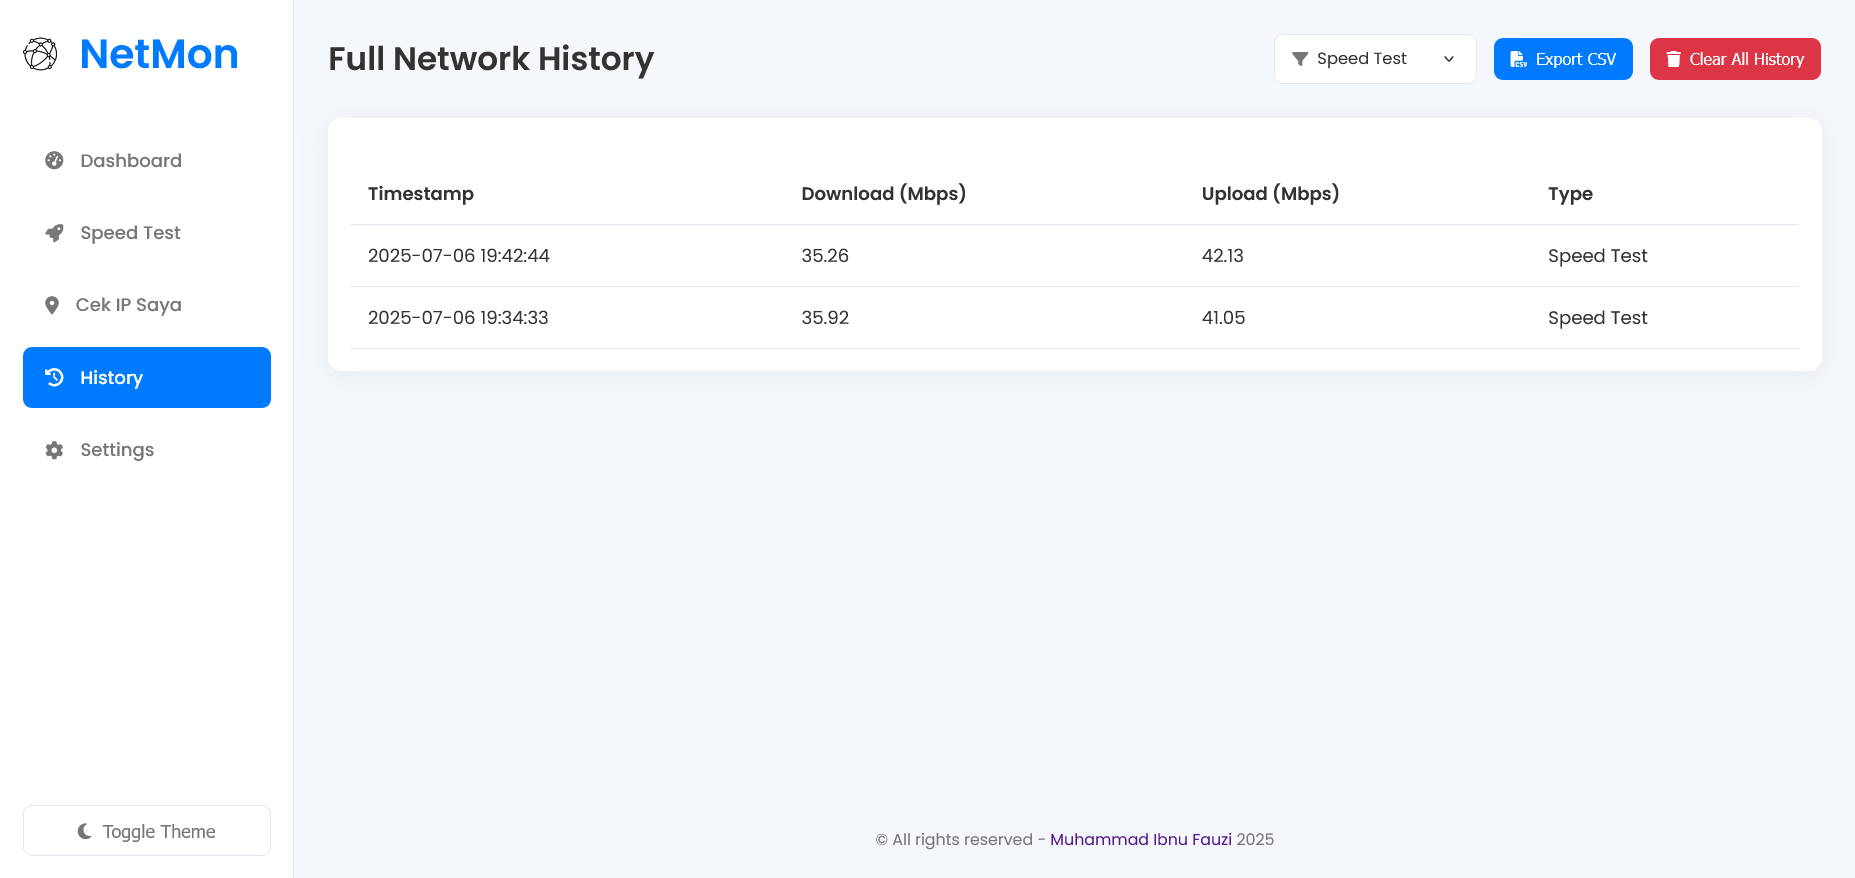 NetMon
Dashboard
Speed Test
Cek IP Saya
History
Settings
Toggle Theme
Full Network History
Speed Test
Export CSV
Clear All History
Timestamp Download (Mbps) Upload (Mbps) Type
2025-07-06 19:42:44 35.26 42.13 Speed Test
2025-07-06 19:34:33 35.92 41.05 Speed Test
© All rights reserved - Muhammad Ibnu Fauzi 2025